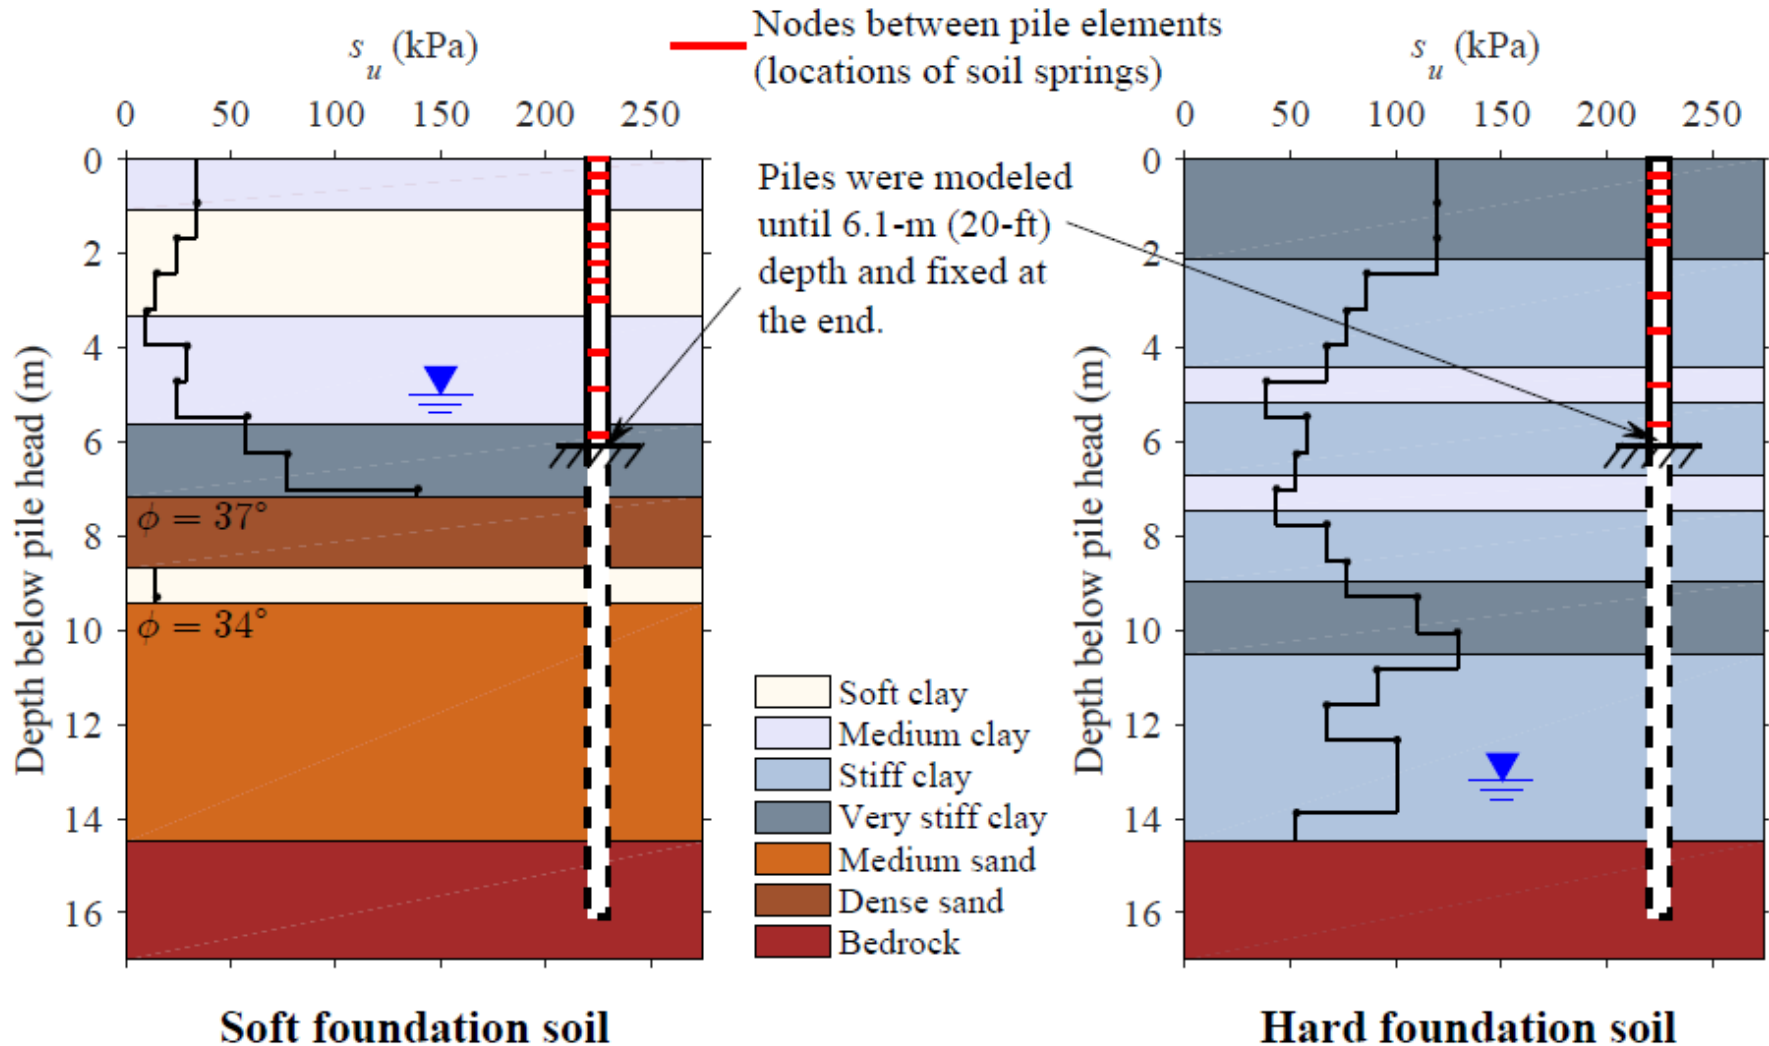 s_u (kPa)
0 50 100 150 200 250
Nodes between pile elements
(locations of soil springs)
s_u (kPa)
0 50 100 150 200 250
Piles were modeled
until 6.1-m (20-ft)
depth and fixed at
the end.
Depth below pile head (m)
0
2
4
6
8
10
12
14
16
ϕ = 37°
ϕ = 34°
Soft clay
Medium clay
Stiff clay
Very stiff clay
Medium sand
Dense sand
Bedrock
Depth below pile head (m)
0
2
4
6
8
10
12
14
16
Soft foundation soil
Hard foundation soil